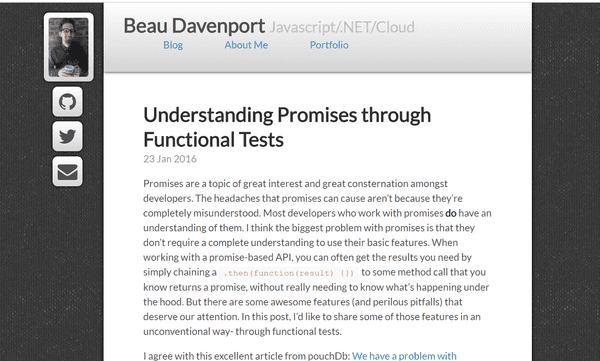 Beau Davenport Javascript/.NET/Cloud
Blog About Me Portfolio
Understanding Promises through
Functional Tests
23 Jan 2016
Promises are a topic of great interest and great consternation amongst
developers. The headaches that promises can cause aren't because they're
completely misunderstood. Most developers who work with promises do have an
understanding of them. I think the biggest problem with promises is that they
don't require a complete understanding to use their basic features. When
working with a promise-based API, you can often get the results you need by
simply chaining a .then(function(result) {}) to some method call that you
know returns a promise, without really needing to know what's happening under
the hood. But there are some awesome features (and perilous pitfalls) that
deserve our attention. In this post, I'd like to share some of those features in an
unconventional way- through functional tests.
I agree with this excellent article from pouchDb: We have a problem with